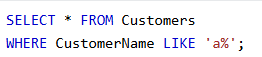 SELECT * FROM Customers
WHERE CustomerName LIKE 'a%';